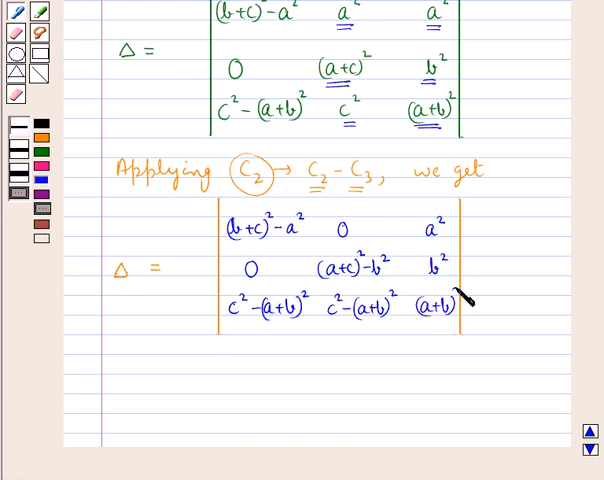 (b+c)²-a² a² a²
Δ =
0 (a+c)² b²
c²-(a+b)² c² (a+b)²
Applying C₂ → C₂-C₃, we get
(b+c)²-a² 0 a²
Δ = 0 (a+c)²-b² b²
c²-(a+b)² c²-(a+b)² (a+b)²